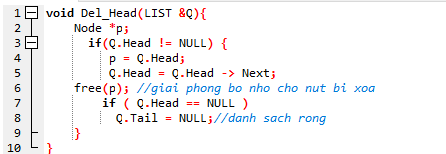 1 void Del_Head(LIST &Q){
2 Node *p;
3 if(Q.Head != NULL) {
4 p = Q.Head;
5 Q.Head = Q.Head -> Next;
6 free(p); //giai phong bo nho cho nut bi xoa
7 if ( Q.Head == NULL )
8 Q.Tail = NULL;//danh sach rong
9 }
10 }